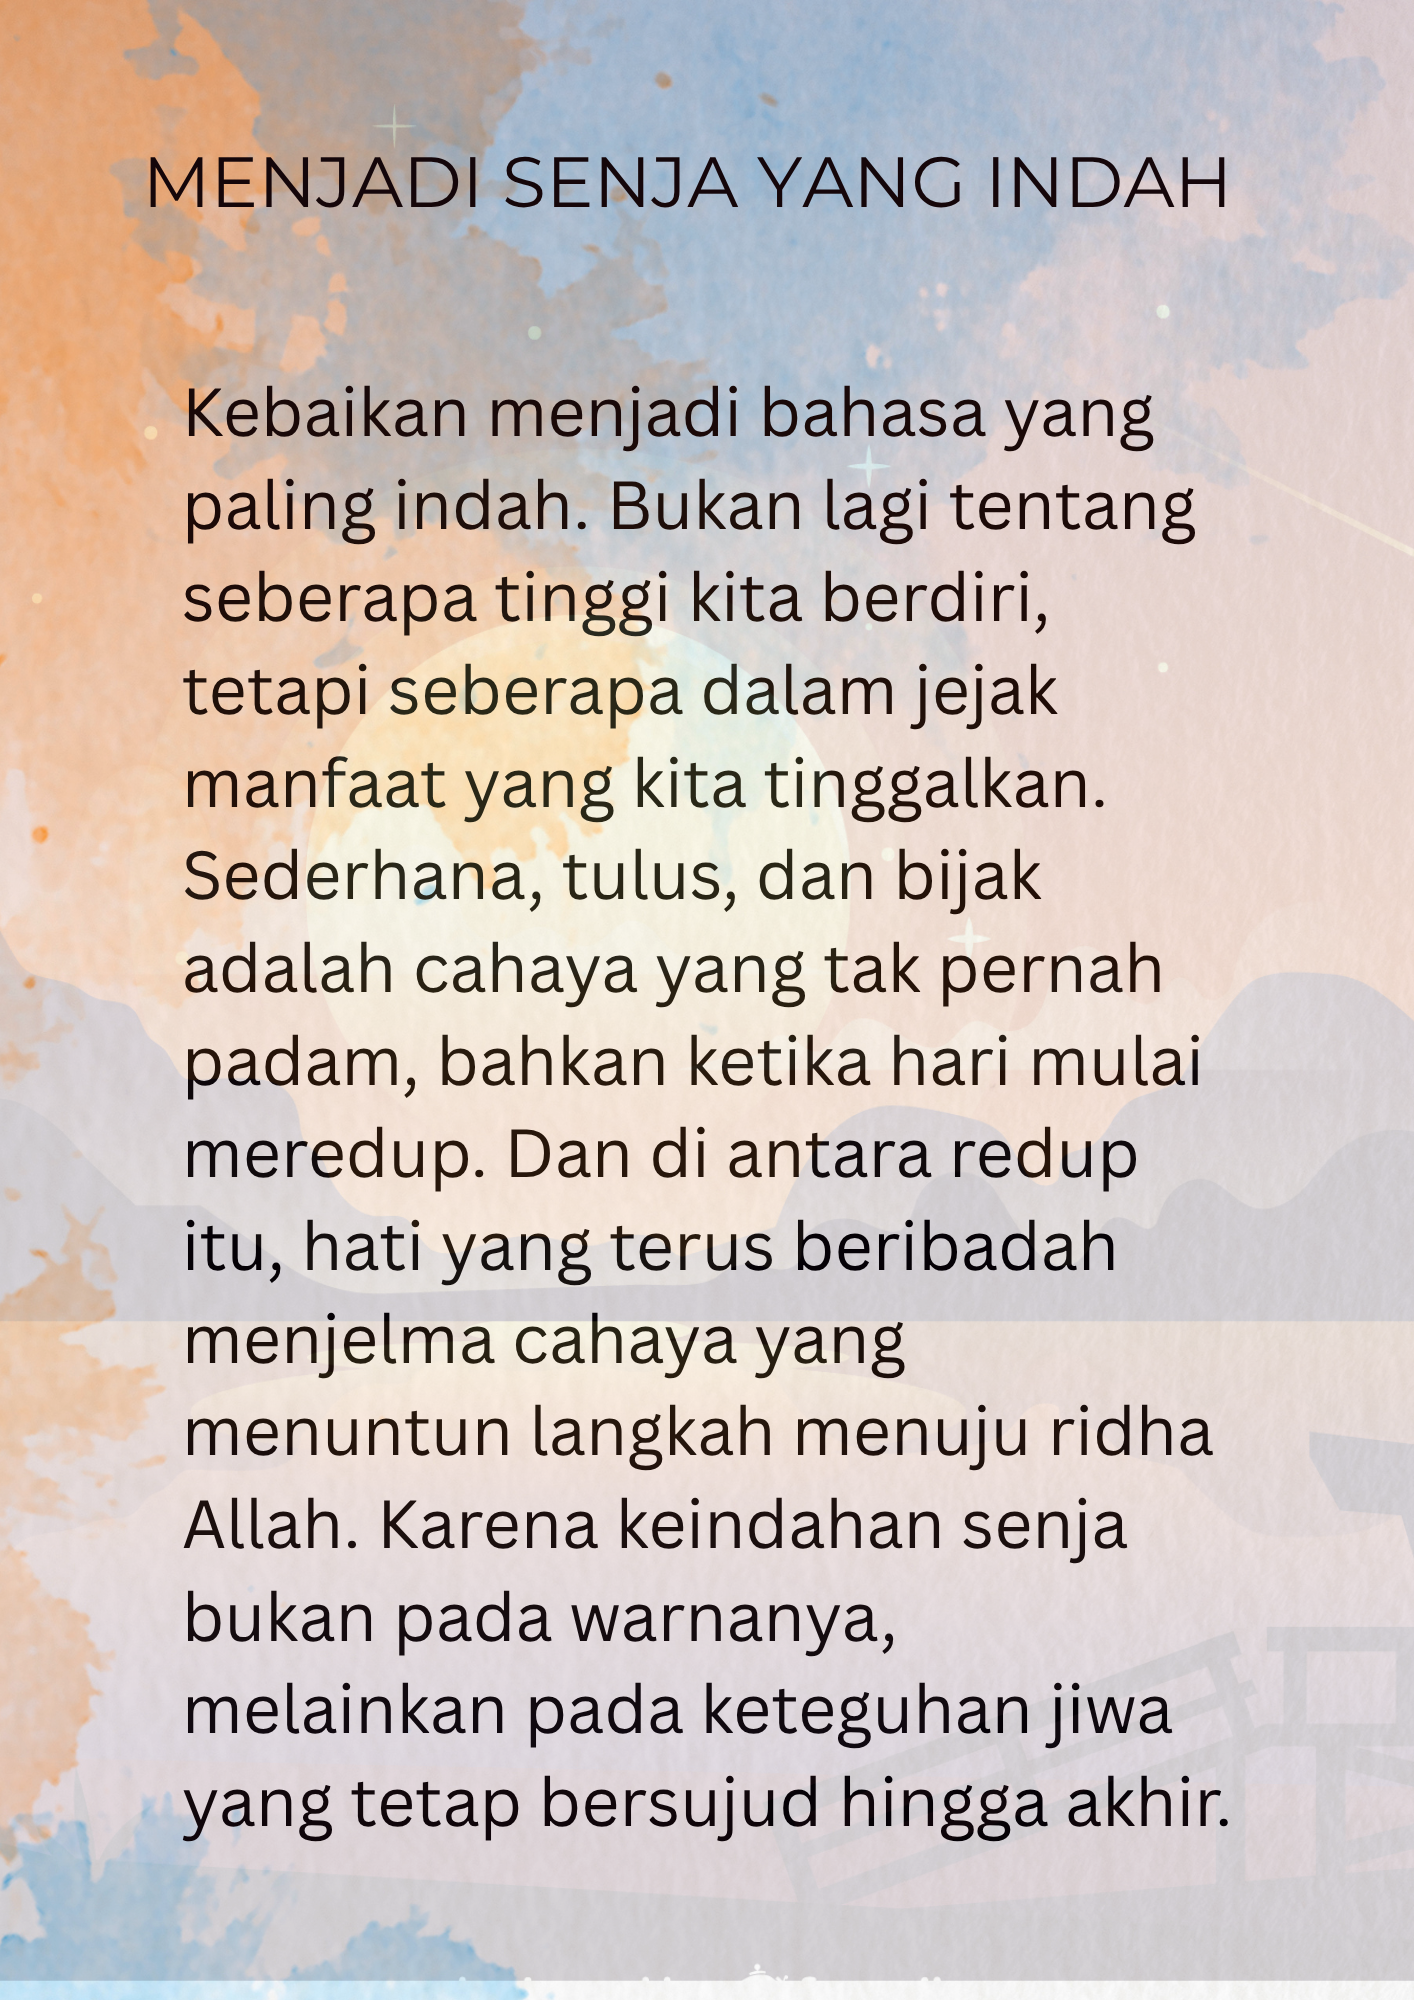 MENJADI SENJA YANG INDAH
Kebaikan menjadi bahasa yang
paling indah. Bukan lagi tentang
seberapa tinggi kita berdiri,
tetapi seberapa dalam jejak
manfaat yang kita tinggalkan.
Sederhana, tulus, dan bijak
adalah cahaya yang tak pernah
padam, bahkan ketika hari mulai
meredup. Dan di antara redup
itu, hati yang terus beribadah
menjelma cahaya yang
menuntun langkah menuju ridha
Allah. Karena keindahan senja
bukan pada warnanya,
melainkan pada keteguhan jiwa
yang tetap bersujud hingga akhir.